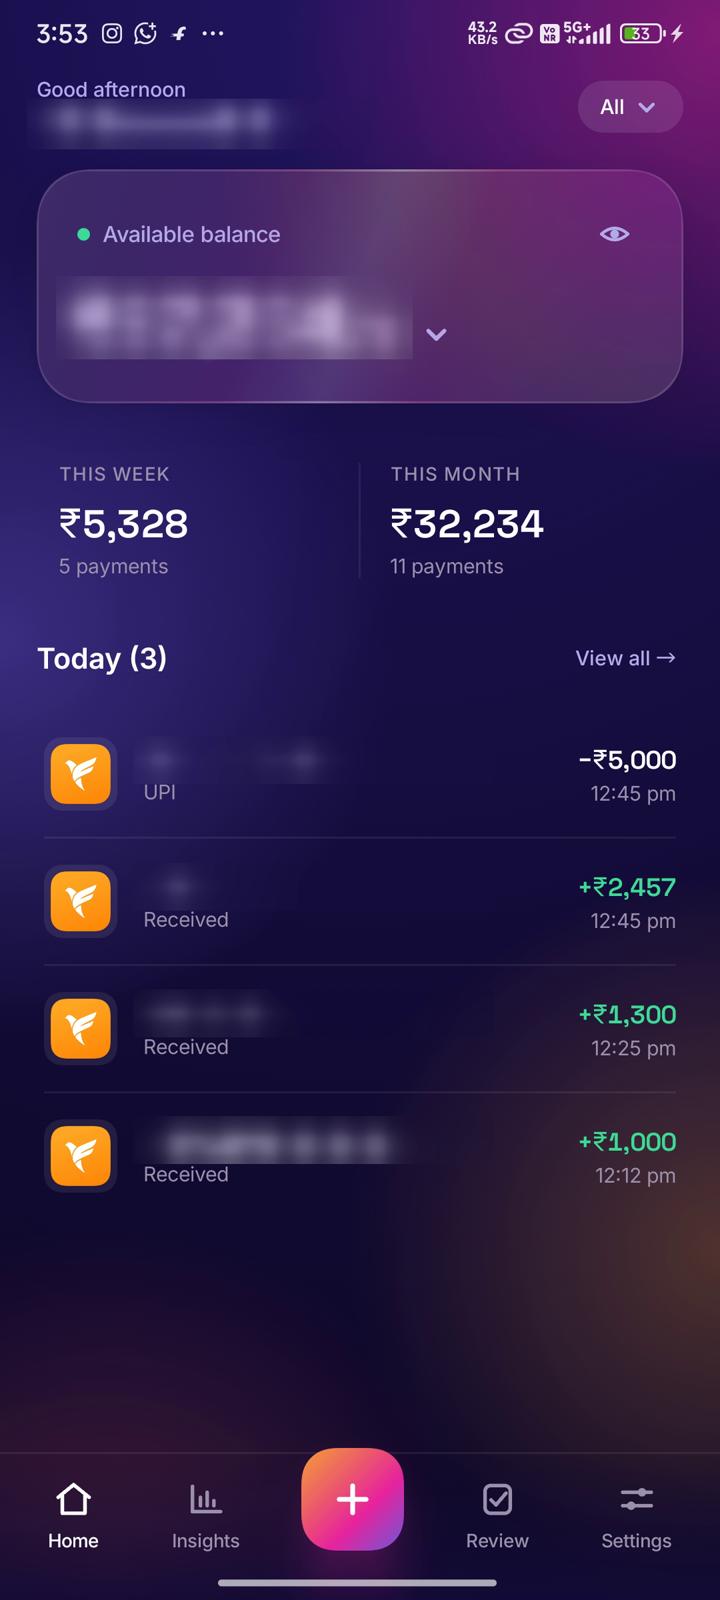 3:53
43.2 KB/s
Vo NR
5G+
33
Good afternoon
All
Available balance
THIS WEEK
THIS MONTH
₹5,328
₹32,234
5 payments
11 payments
Today (3)
View all →
-₹5,000
UPI
12:45 pm
+₹2,457
Received
12:45 pm
+₹1,300
Received
12:25 pm
+₹1,000
Received
12:12 pm
Home
Insights
Review
Settings